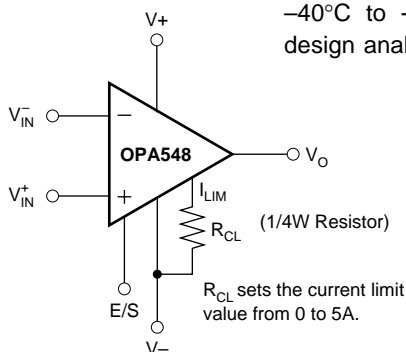 –40°C to
design anal
V+
V–IN
–
OPA548
VO
V+IN
+
ILIM
RCL
(1/4W Resistor)
E/S
RCL sets the current limit
value from 0 to 5A.
V–